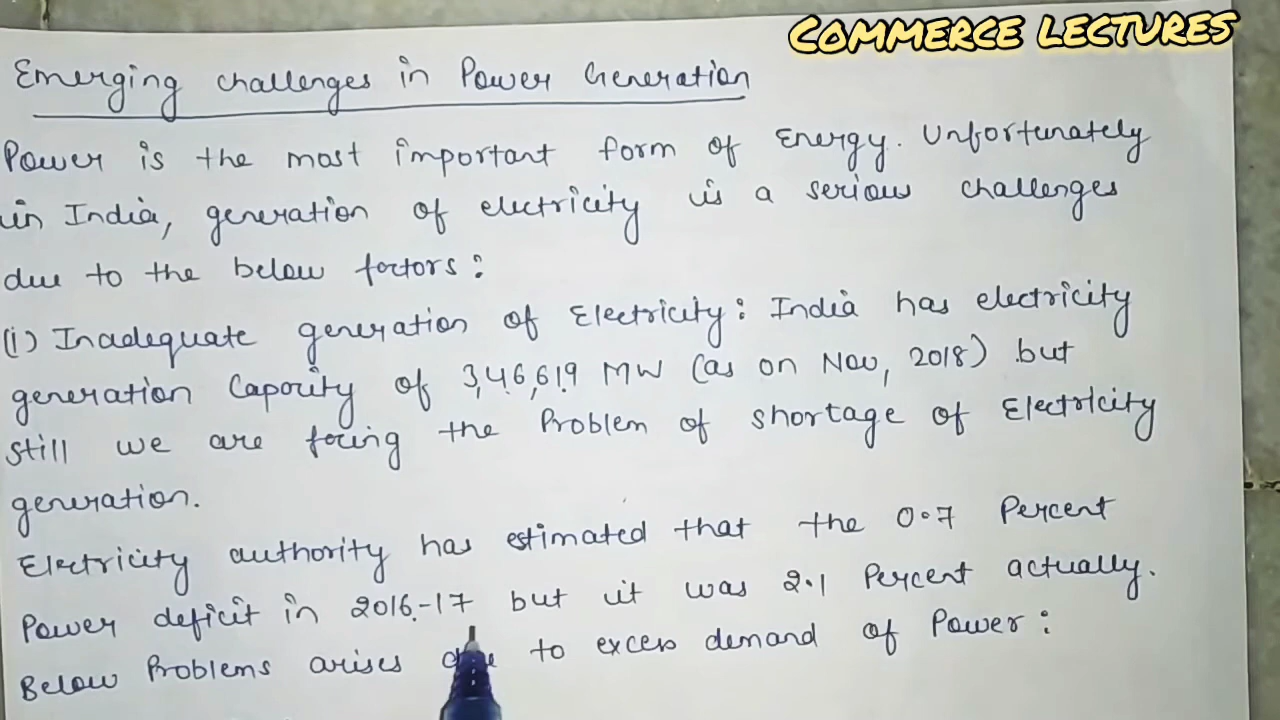 COMMERCE LECTURES
Emerging challenges in Power Generation
Power is the most important form of Energy. Unfortunately
in India, generation of electricity is a serious challenges
due to the below factors:
(1) Inadequate generation of Electricity: India has electricity
generation Capacity of 3,46,619 MW (as on Nov, 2018) but
still we are facing the Problem of shortage of Electricity
generation.
Electricity authority has estimated that the 0.7 Percent
Power deficit in 2016-17 but it was 2.1 Percent actually.
Below Problems arises due to excess demand of Power: